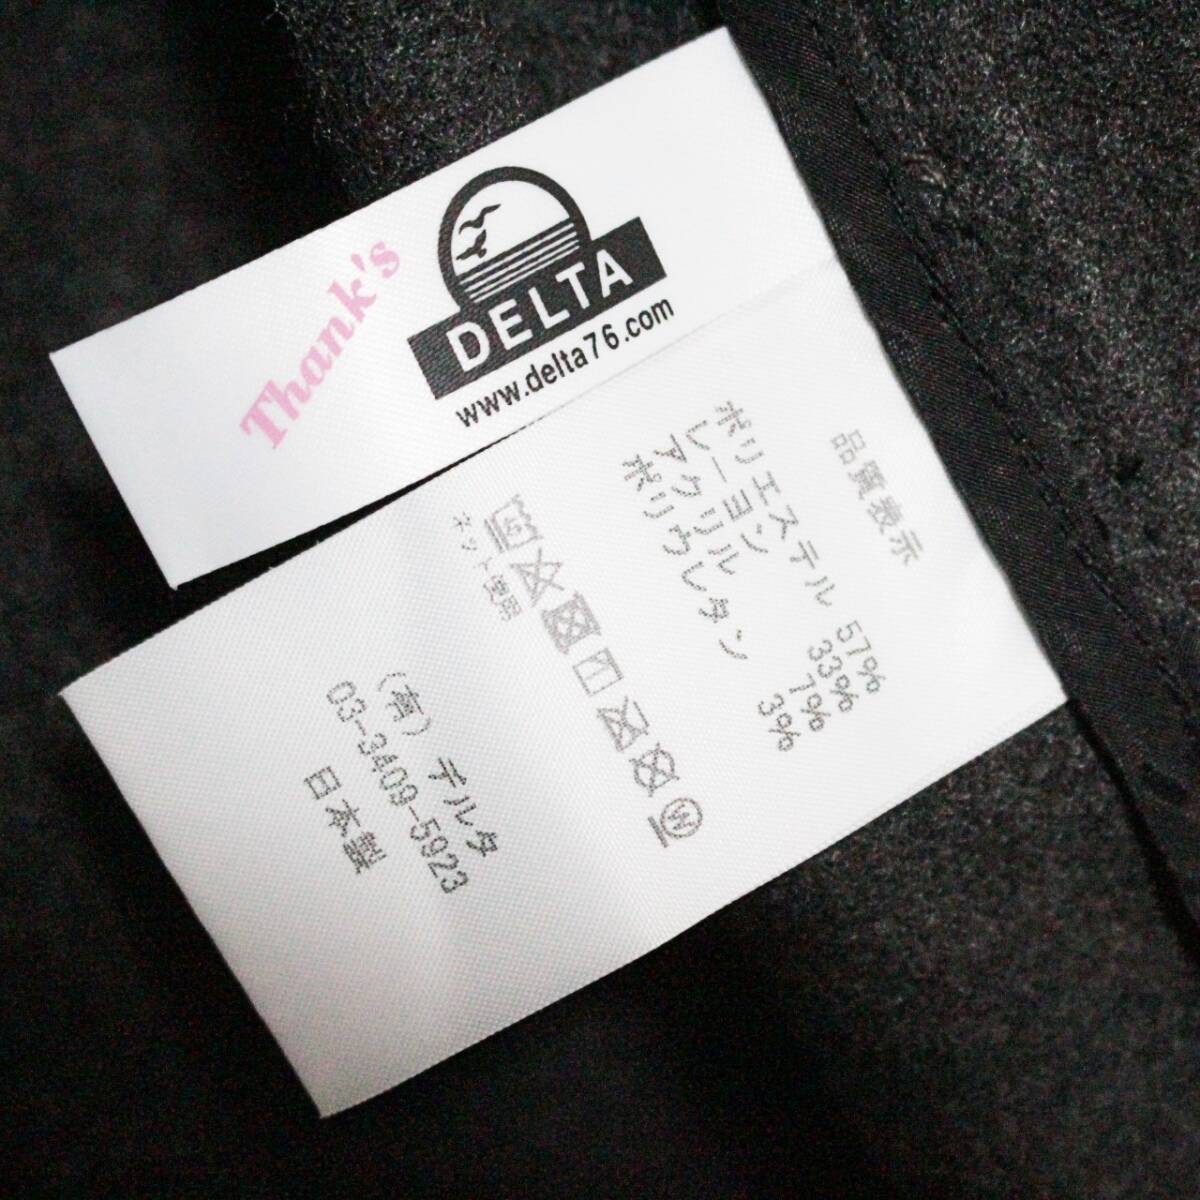 Thank's
DELTA
www.delta76.com
品質表示
ポリエステル 57%
レーヨン 33%
アクリル 7%
ポリウレタン 3%
ネット使用
W
(有) デルタ
03-3409-5923
日本製